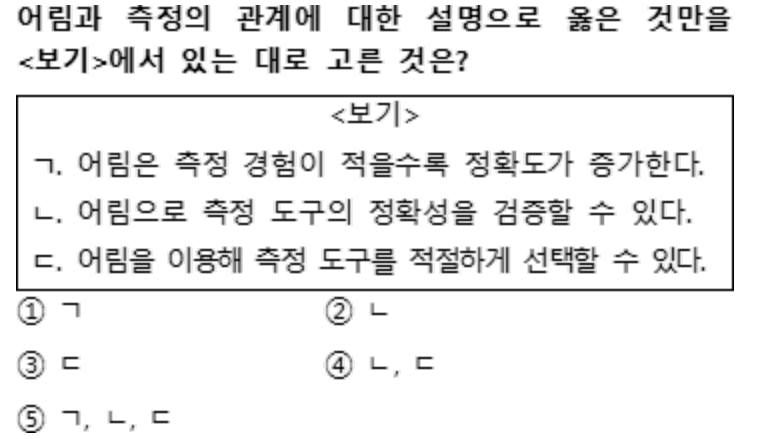 어림과 측정의 관계에 대한 설명으로 옳은 것만을
<보기>에서 있는 대로 고른 것은?
<보기>
ㄱ. 어림은 측정 경험이 적을수록 정확도가 증가한다.
ㄴ. 어림으로 측정 도구의 정확성을 검증할 수 있다.
ㄷ. 어림을 이용해 측정 도구를 적절하게 선택할 수 있다.
① ㄱ ② ㄴ
③ ㄷ ④ ㄴ, ㄷ
⑤ ㄱ, ㄴ, ㄷ